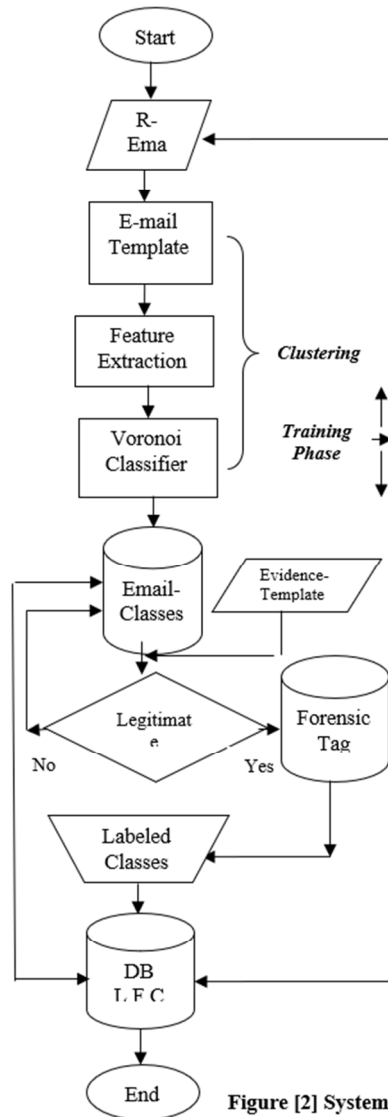 Start
R-
Ema
E-mail
Template
Feature
Extraction
Clustering
Voronoi
Classifier
Training
Phase
Email-
Classes
Evidence-
Template
Legitimat
e
Forensic
Tag
No
Yes
Labeled
Classes
DB
L F C
End
Figure [2] System